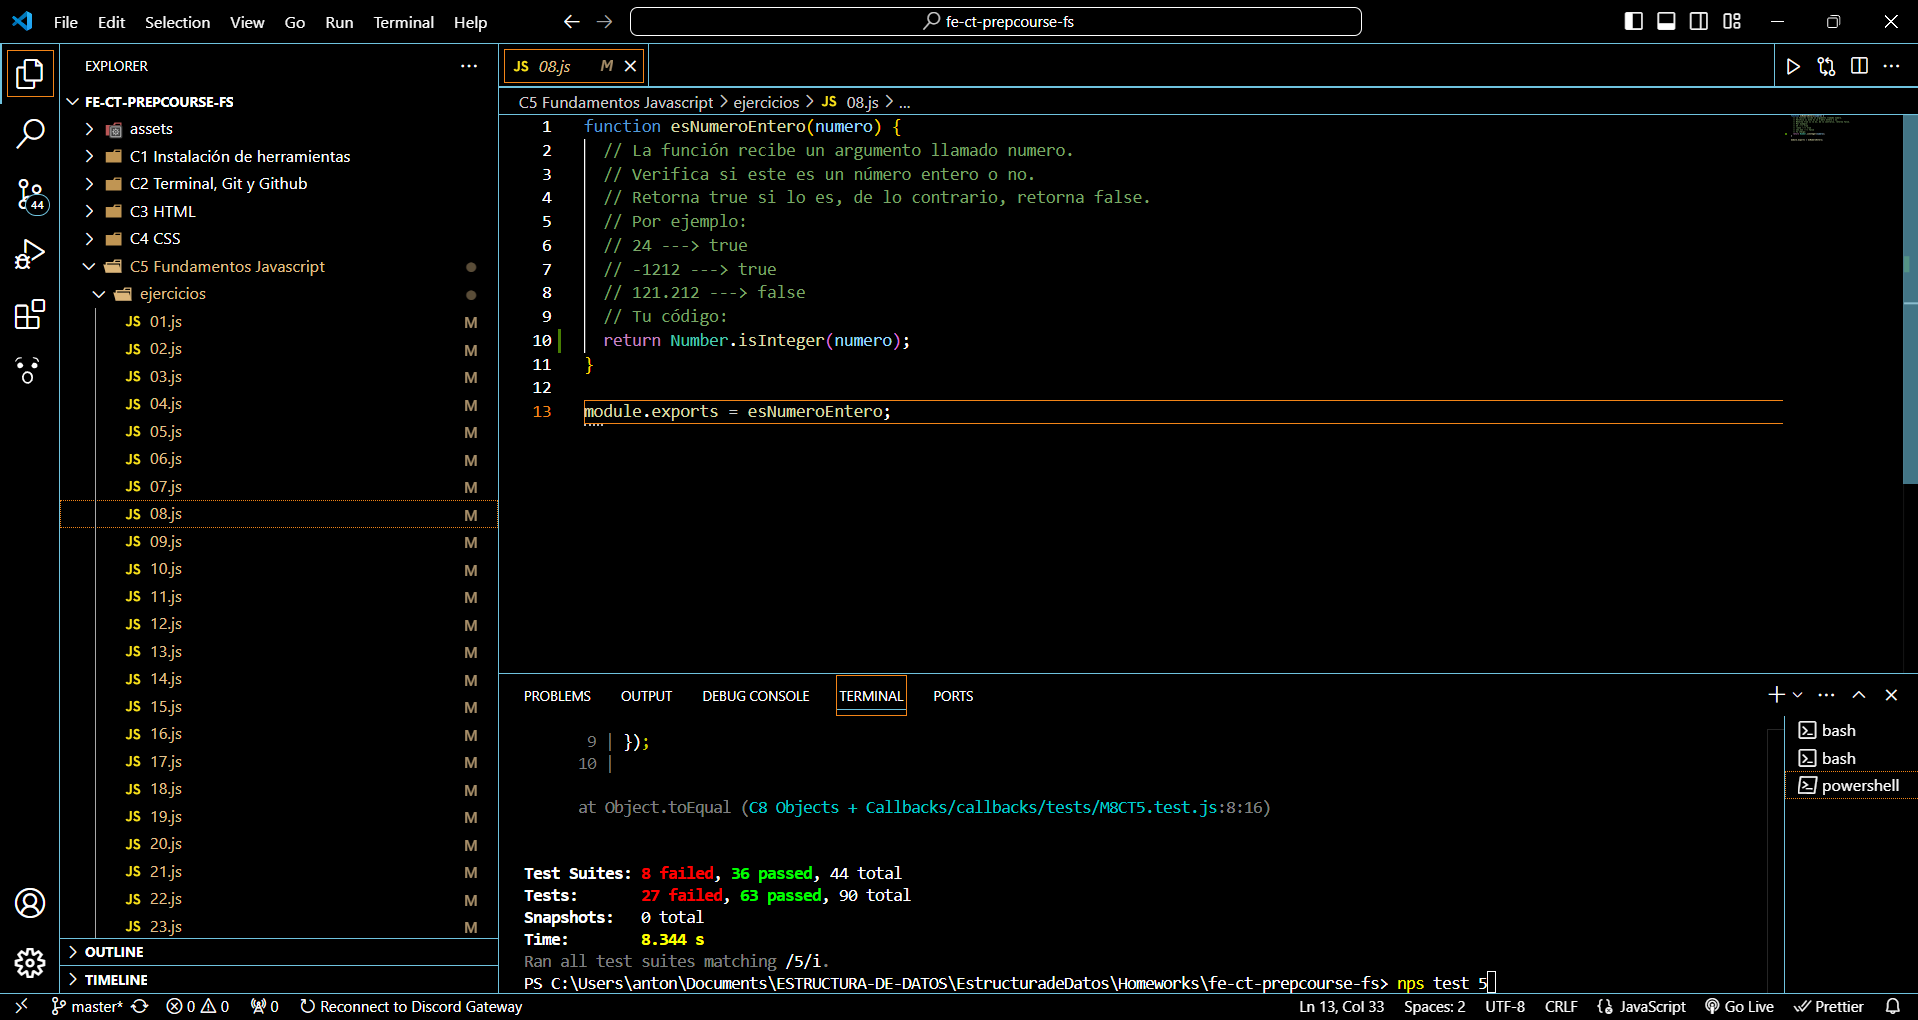 File Edit Selection View Go Run Terminal Help
fe-ct-prepcourse-fs
EXPLORER
FE-CT-PREPCOURSE-FS
assets
C1 Instalación de herramientas
C2 Terminal, Git y Github
C3 HTML
C4 CSS
C5 Fundamentos Javascript
ejercicios
JS 01.js M
JS 02.js M
JS 03.js M
JS 04.js M
JS 05.js M
JS 06.js M
JS 07.js M
JS 08.js M
JS 09.js M
JS 10.js M
JS 11.js M
JS 12.js M
JS 13.js M
JS 14.js M
JS 15.js M
JS 16.js M
JS 17.js M
JS 18.js M
JS 19.js M
JS 20.js M
JS 21.js M
JS 22.js M
JS 23.js M
OUTLINE
TIMELINE
44
JS 08.js M
C5 Fundamentos Javascript > ejercicios > JS 08.js > ...
1 function esNumeroEntero(numero) {
2 // La función recibe un argumento llamado numero.
3 // Verifica si este es un número entero o no.
4 // Retorna true si lo es, de lo contrario, retorna false.
5 // Por ejemplo:
6 // 24 ---> true
7 // -1212 ---> true
8 // 121.212 ---> false
9 // Tu código:
10 return Number.isInteger(numero);
11 }
12
13 module.exports = esNumeroEntero;
PROBLEMS OUTPUT DEBUG CONSOLE TERMINAL PORTS
9 | });
10 |
at Object.toEqual (C8 Objects + Callbacks/callbacks/tests/M8CT5.test.js:8:16)
Test Suites: 8 failed, 36 passed, 44 total
Tests: 27 failed, 63 passed, 90 total
Snapshots: 0 total
Time: 8.344 s
Ran all test suites matching /5/i.
PS C:\Users\anton\Documents\ESTRUCTURA-DE-DATOS\EstructuradeDatos\Homeworks\fe-ct-prepcourse-fs> nps test 5
bash
bash
powershell
master* 0 0 0 Reconnect to Discord Gateway
Ln 13, Col 33 Spaces: 2 UTF-8 CRLF {} JavaScript Go Live Prettier